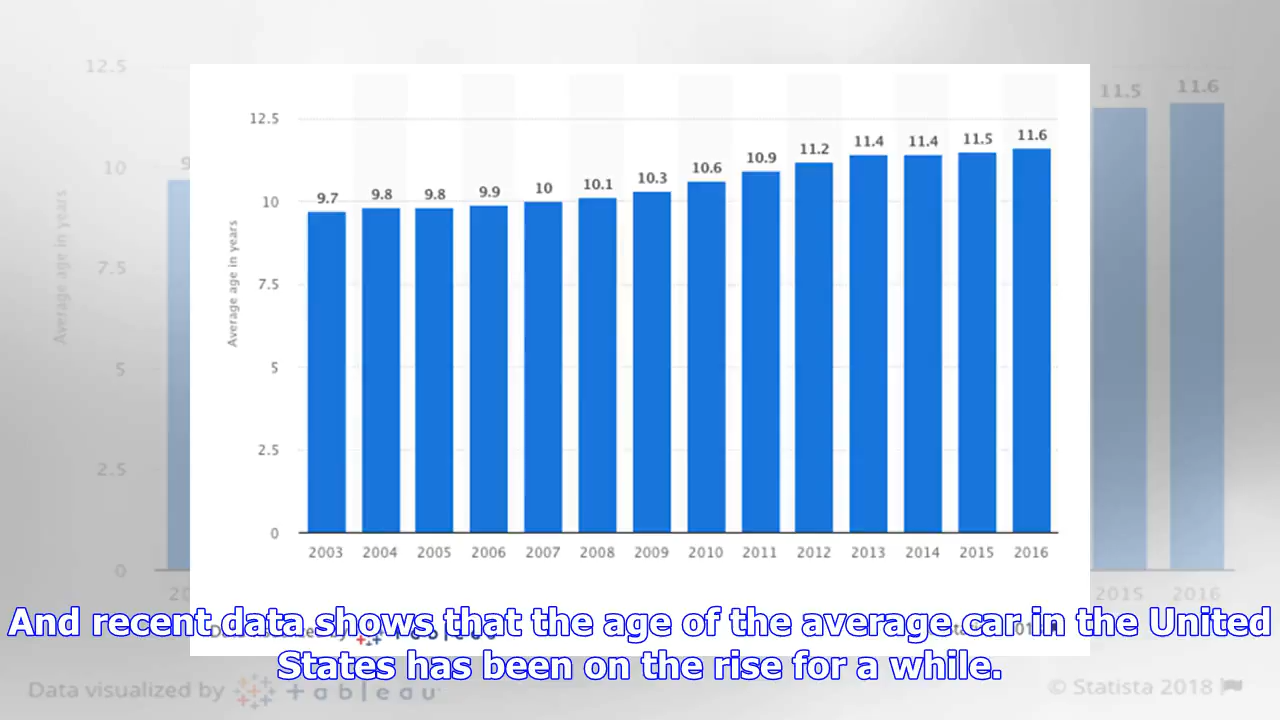 12.5
9.7 9.8 9.8 9.9 10 10.1 10.3 10.6 10.9 11.2 11.4 11.4 11.5 11.6
10
7.5
5
2.5
0
Average age in years
2003 2004 2005 2006 2007 2008 2009 2010 2011 2012 2013 2014 2015 2016
12.5
10
7.5
5
2.5
0
Average age in years
11.5 11.6
2015 2016
And recent data shows that the age of the average car in the United
States has been on the rise for a while.
Data visualized by +ableau
© Statista 2018